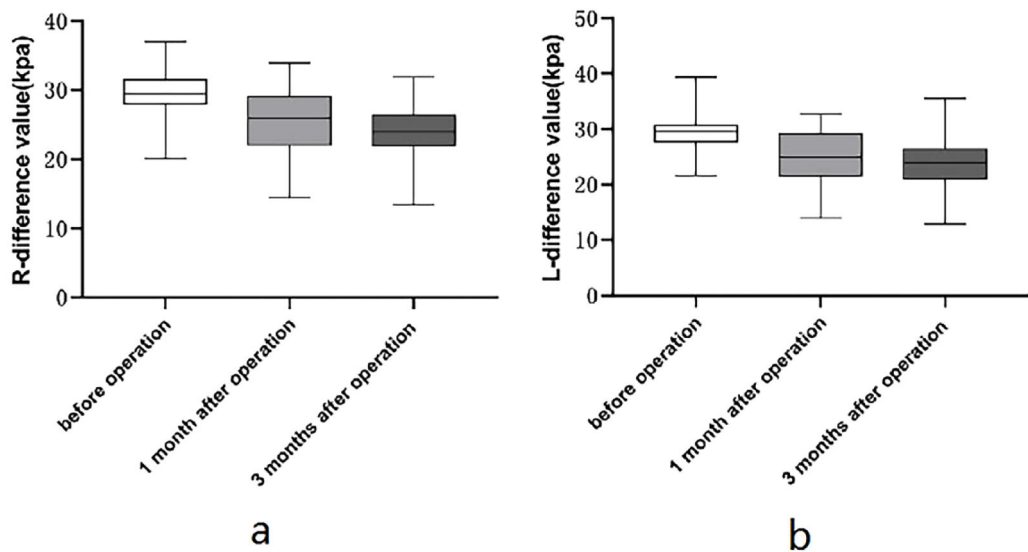 R-difference value(kpa)
40
30
20
10
0
before operation
1 month after operation
3 months after operation
a
L-difference value(kpa)
50
40
30
20
10
0
before operation
1 month after operation
3 months after operation
b